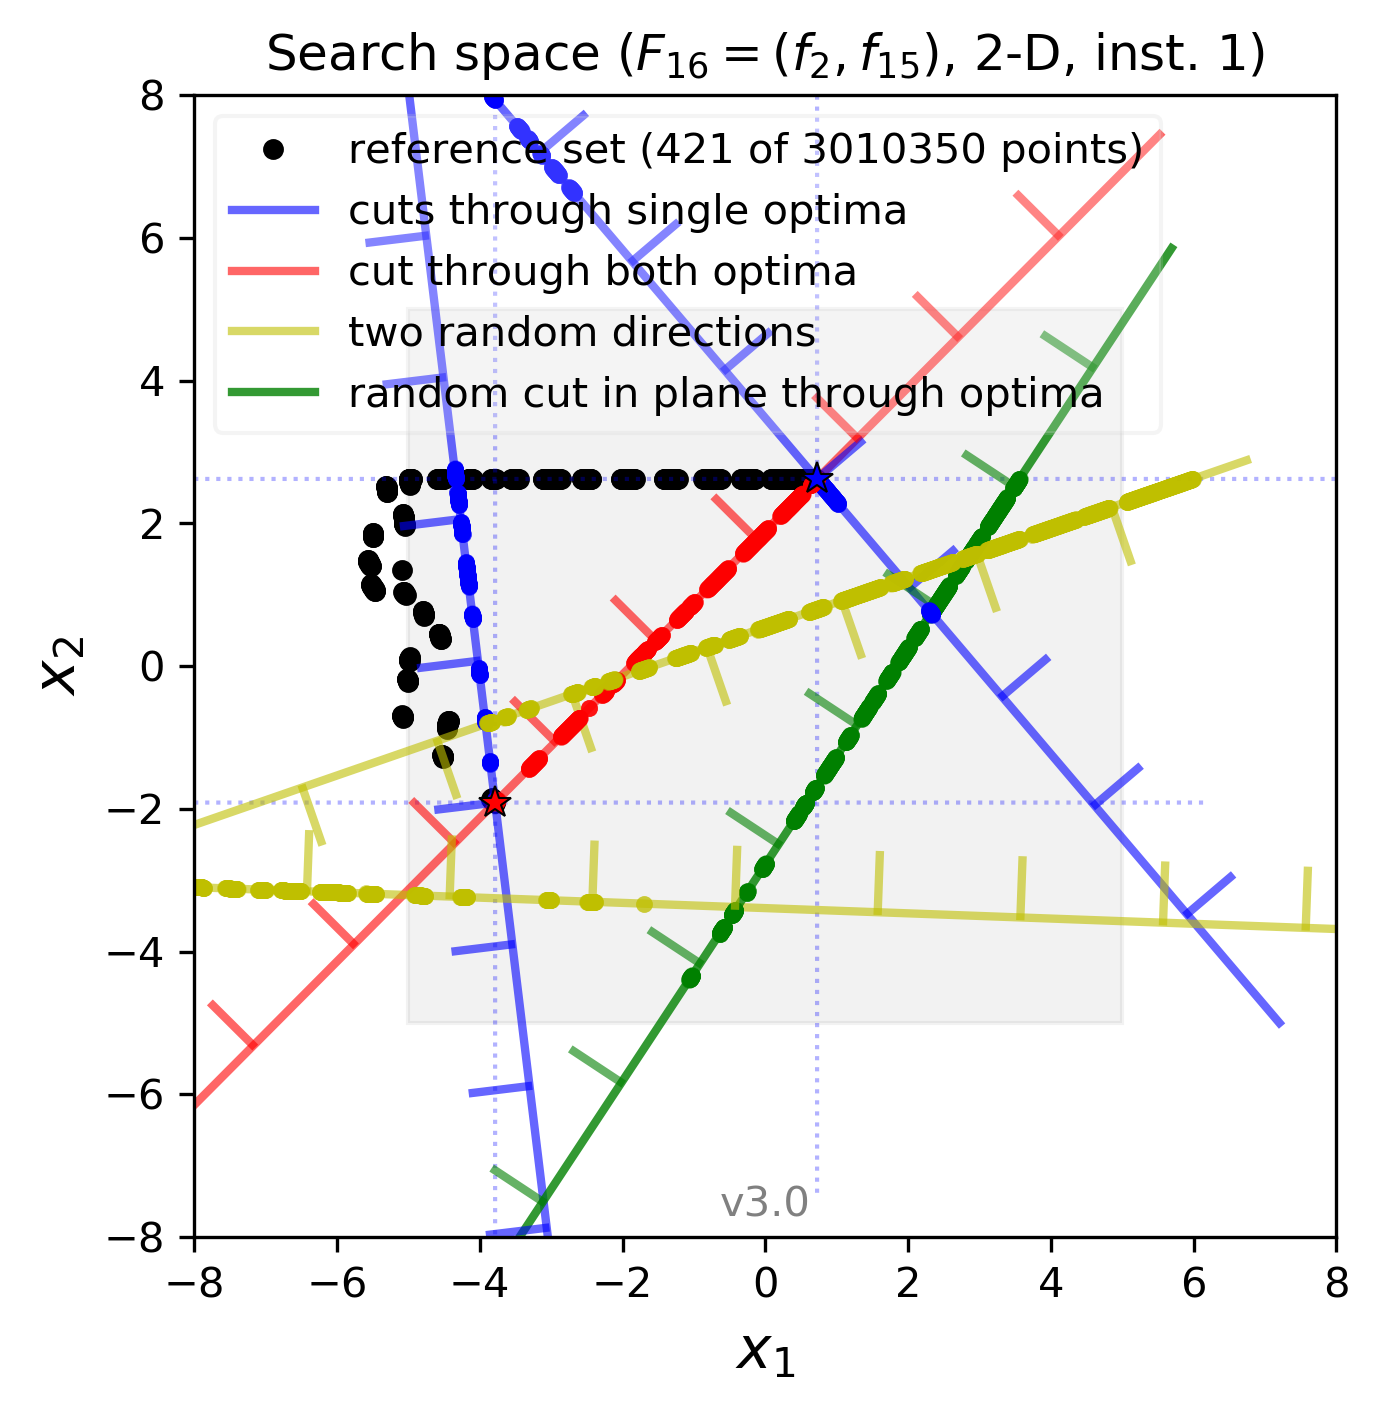 Search space (F₁₆ = (f₂, f₁₅), 2-D, inst. 1)
reference set (421 of 3010350 points)
cuts through single optima
cut through both optima
two random directions
random cut in plane through optima
8
6
4
2
0
−2
−4
−6
−8
x₂
v3.0
−8 −6 −4 −2 0 2 4 6 8
x₁